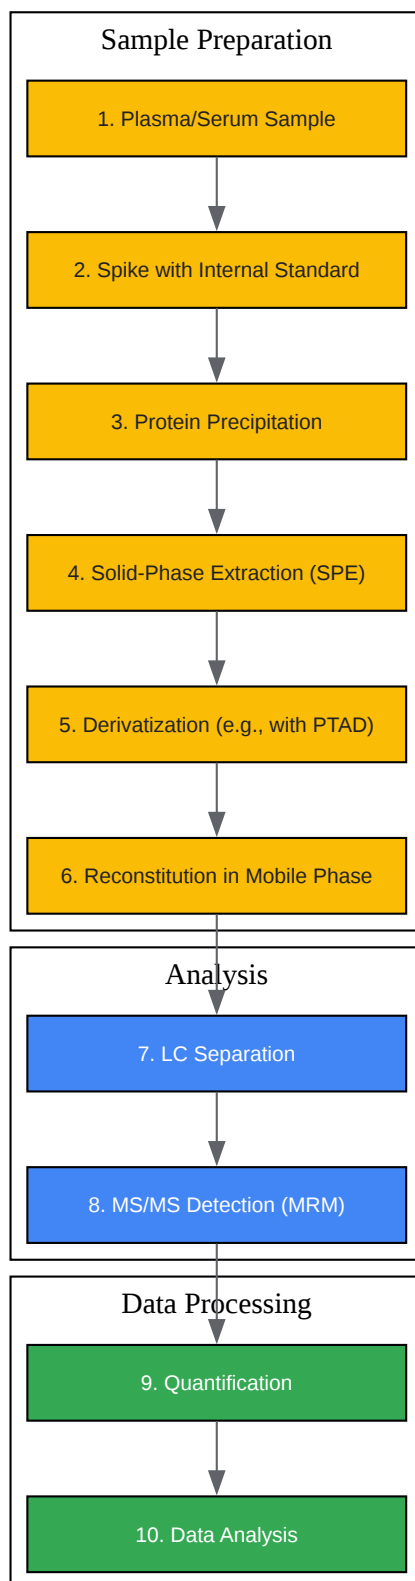 Sample Preparation
1. Plasma/Serum Sample
2. Spike with Internal Standard
3. Protein Precipitation
4. Solid-Phase Extraction (SPE)
5. Derivatization (e.g., with PTAD)
6. Reconstitution in Mobile Phase
Analysis
7. LC Separation
8. MS/MS Detection (MRM)
Data Processing
9. Quantification
10. Data Analysis